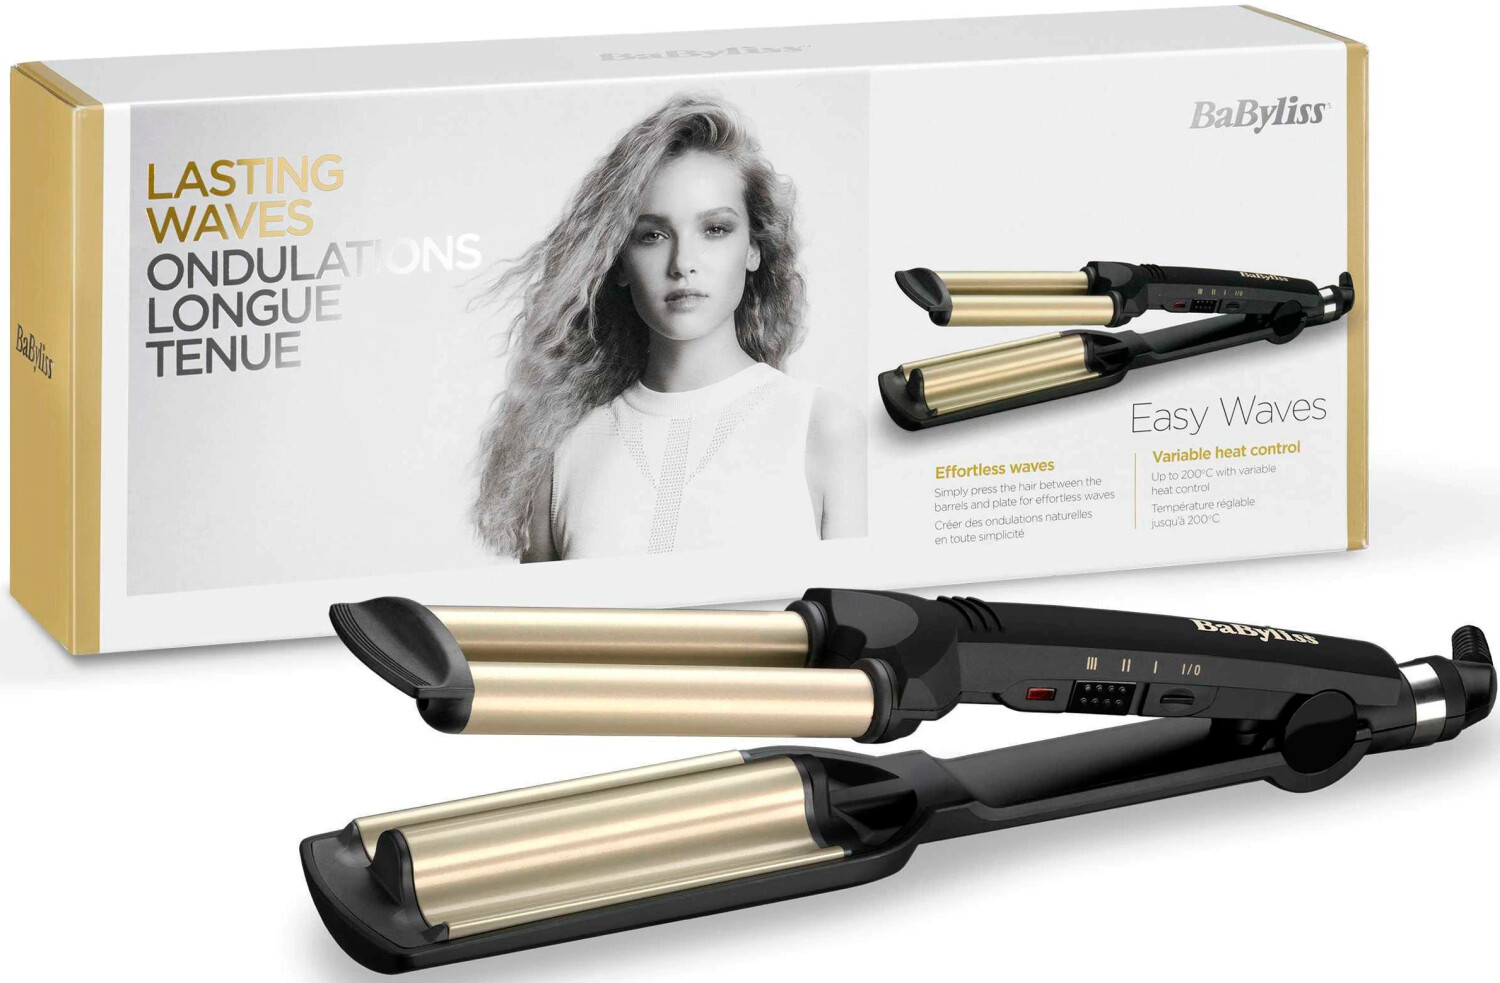 BaByliss
LASTING
WAVES
ONDULATIONS
LONGUE
TENUE
BaByliss
BaByliss
BaByliss
III II I I/O
Easy Waves
Effortless waves
Simply press the hair between the
barrels and plate for effortless waves
Créer des ondulations naturelles
en toute simplicité
Variable heat control
Up to 200°C with variable
heat control
Température réglable
jusqu'à 200°C
BaByliss
III II I I/O